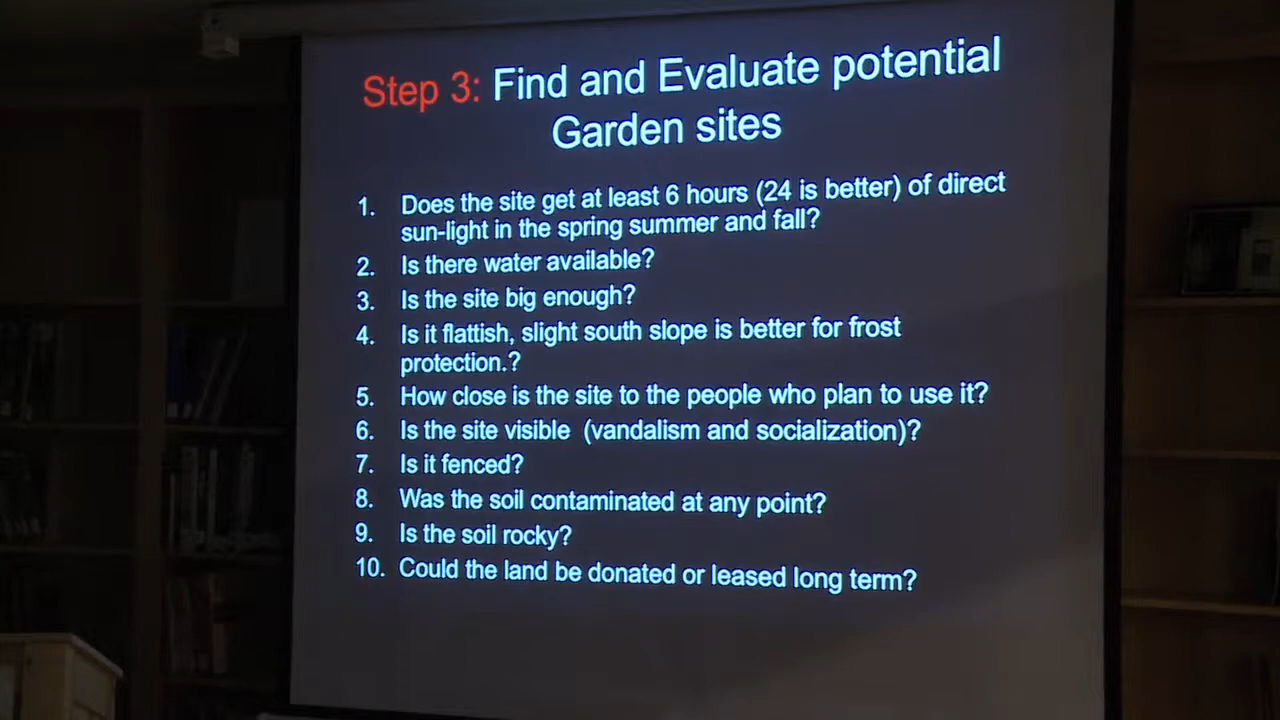 Step 3: Find and Evaluate potential
Garden sites
1. Does the site get at least 6 hours (24 is better) of direct
sun-light in the spring summer and fall?
2. Is there water available?
3. Is the site big enough?
4. Is it flattish, slight south slope is better for frost
protection.?
5. How close is the site to the people who plan to use it?
6. Is the site visible (vandalism and socialization)?
7. Is it fenced?
8. Was the soil contaminated at any point?
9. Is the soil rocky?
10. Could the land be donated or leased long term?